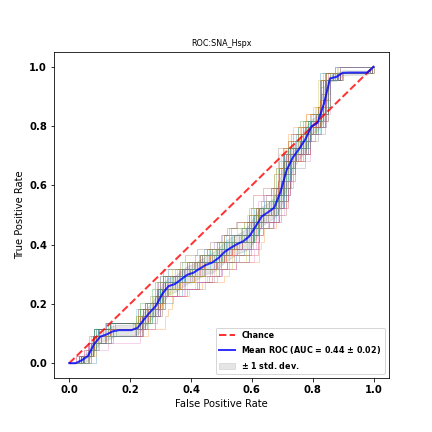 ROC:SNA_Hspx
1.0
0.8
0.6
0.4
0.2
0.0
True Positive Rate
0.0 0.2 0.4 0.6 0.8 1.0
False Positive Rate
Chance
Mean ROC (AUC = 0.44 ± 0.02)
± 1 std. dev.